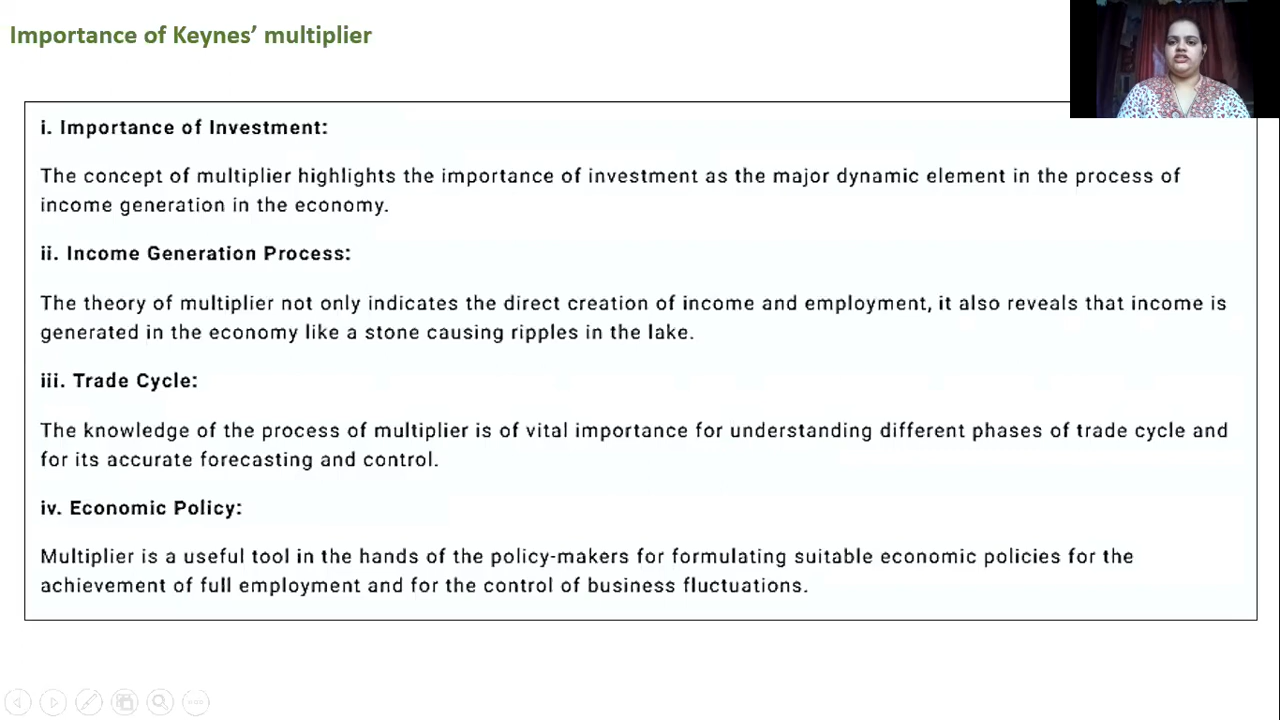 Importance of Keynes’ multiplier
i. Importance of Investment:
The concept of multiplier highlights the importance of investment as the major dynamic element in the process of
income generation in the economy.
ii. Income Generation Process:
The theory of multiplier not only indicates the direct creation of income and employment, it also reveals that income is
generated in the economy like a stone causing ripples in the lake.
iii. Trade Cycle:
The knowledge of the process of multiplier is of vital importance for understanding different phases of trade cycle and
for its accurate forecasting and control.
iv. Economic Policy:
Multiplier is a useful tool in the hands of the policy-makers for formulating suitable economic policies for the
achievement of full employment and for the control of business fluctuations.